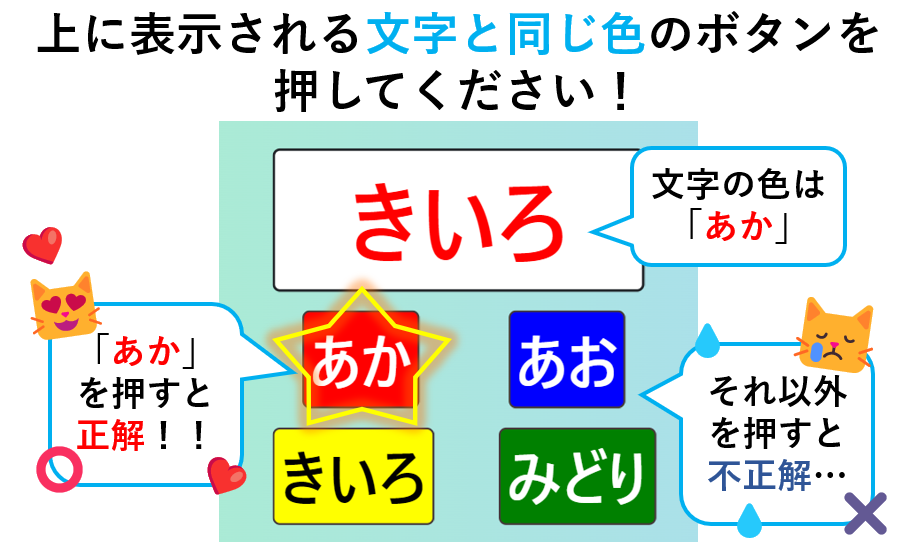 上に表示される文字と同じ色のボタンを
押してください！
きいろ
文字の色は
「あか」
あか
あお
「あか」
を押すと
正解！！
それ以外
を押すと
不正解…
きいろ
みどり